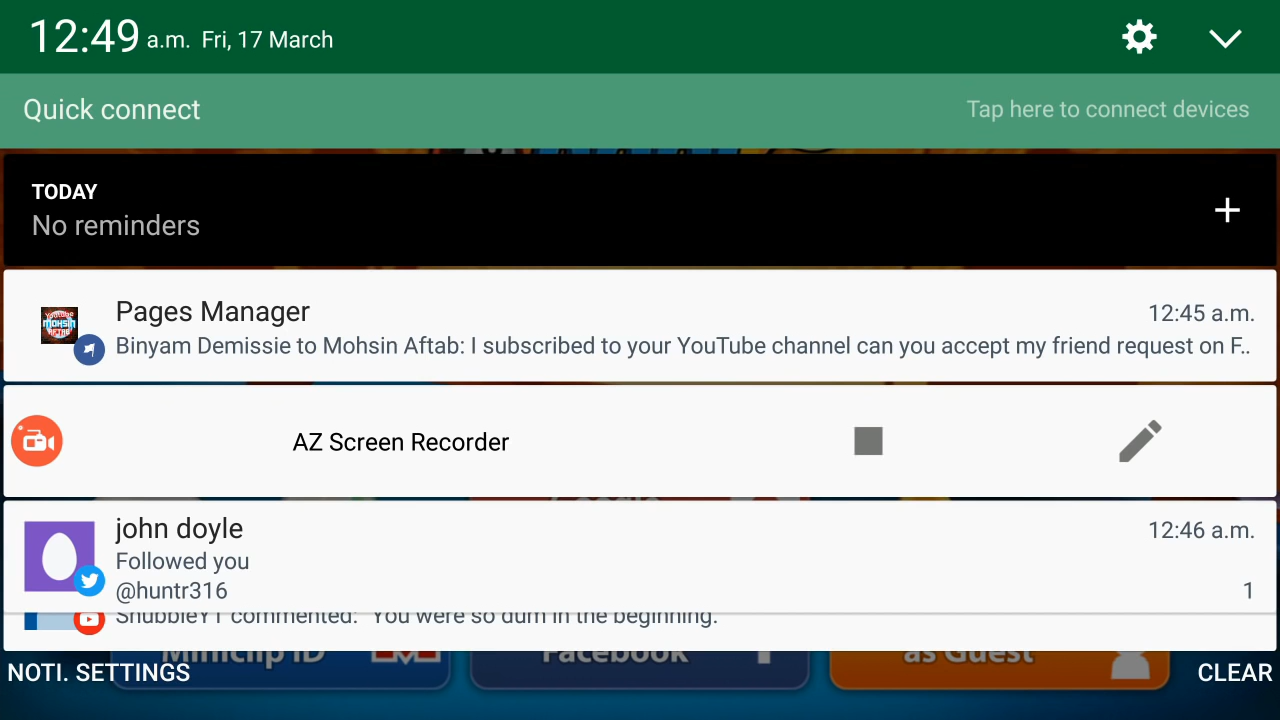 12:49 a.m. Fri, 17 March
Quick connect
Tap here to connect devices
TODAY
No reminders
Pages Manager
12:45 a.m.
Binyam Demissie to Mohsin Aftab: I subscribed to your YouTube channel can you accept my friend request on F..
AZ Screen Recorder
john doyle
12:46 a.m.
Followed you
@huntr316
1
commented: "You were so dum in the beginning.
Miniclip ID
Facebook
as Guest
NOTI. SETTINGS
CLEAR